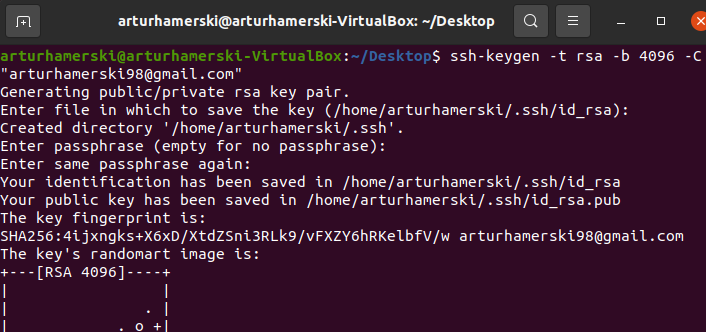 arturhamerski@arturhamerski-VirtualBox: ~/Desktop
arturhamerski@arturhamerski-VirtualBox:~/Desktop$ ssh-keygen -t rsa -b 4096 -C
"arturhamerski98@gmail.com"
Generating public/private rsa key pair.
Enter file in which to save the key (/home/arturhamerski/.ssh/id_rsa):
Created directory '/home/arturhamerski/.ssh'.
Enter passphrase (empty for no passphrase):
Enter same passphrase again:
Your identification has been saved in /home/arturhamerski/.ssh/id_rsa
Your public key has been saved in /home/arturhamerski/.ssh/id_rsa.pub
The key fingerprint is:
SHA256:4ijxngks+X6xD/XtdZSni3RLk9/vFXZY6hRKelbfV/w arturhamerski98@gmail.com
The key's randomart image is:
+---[RSA 4096]----+
|                 |
|               . |
|            . o +|